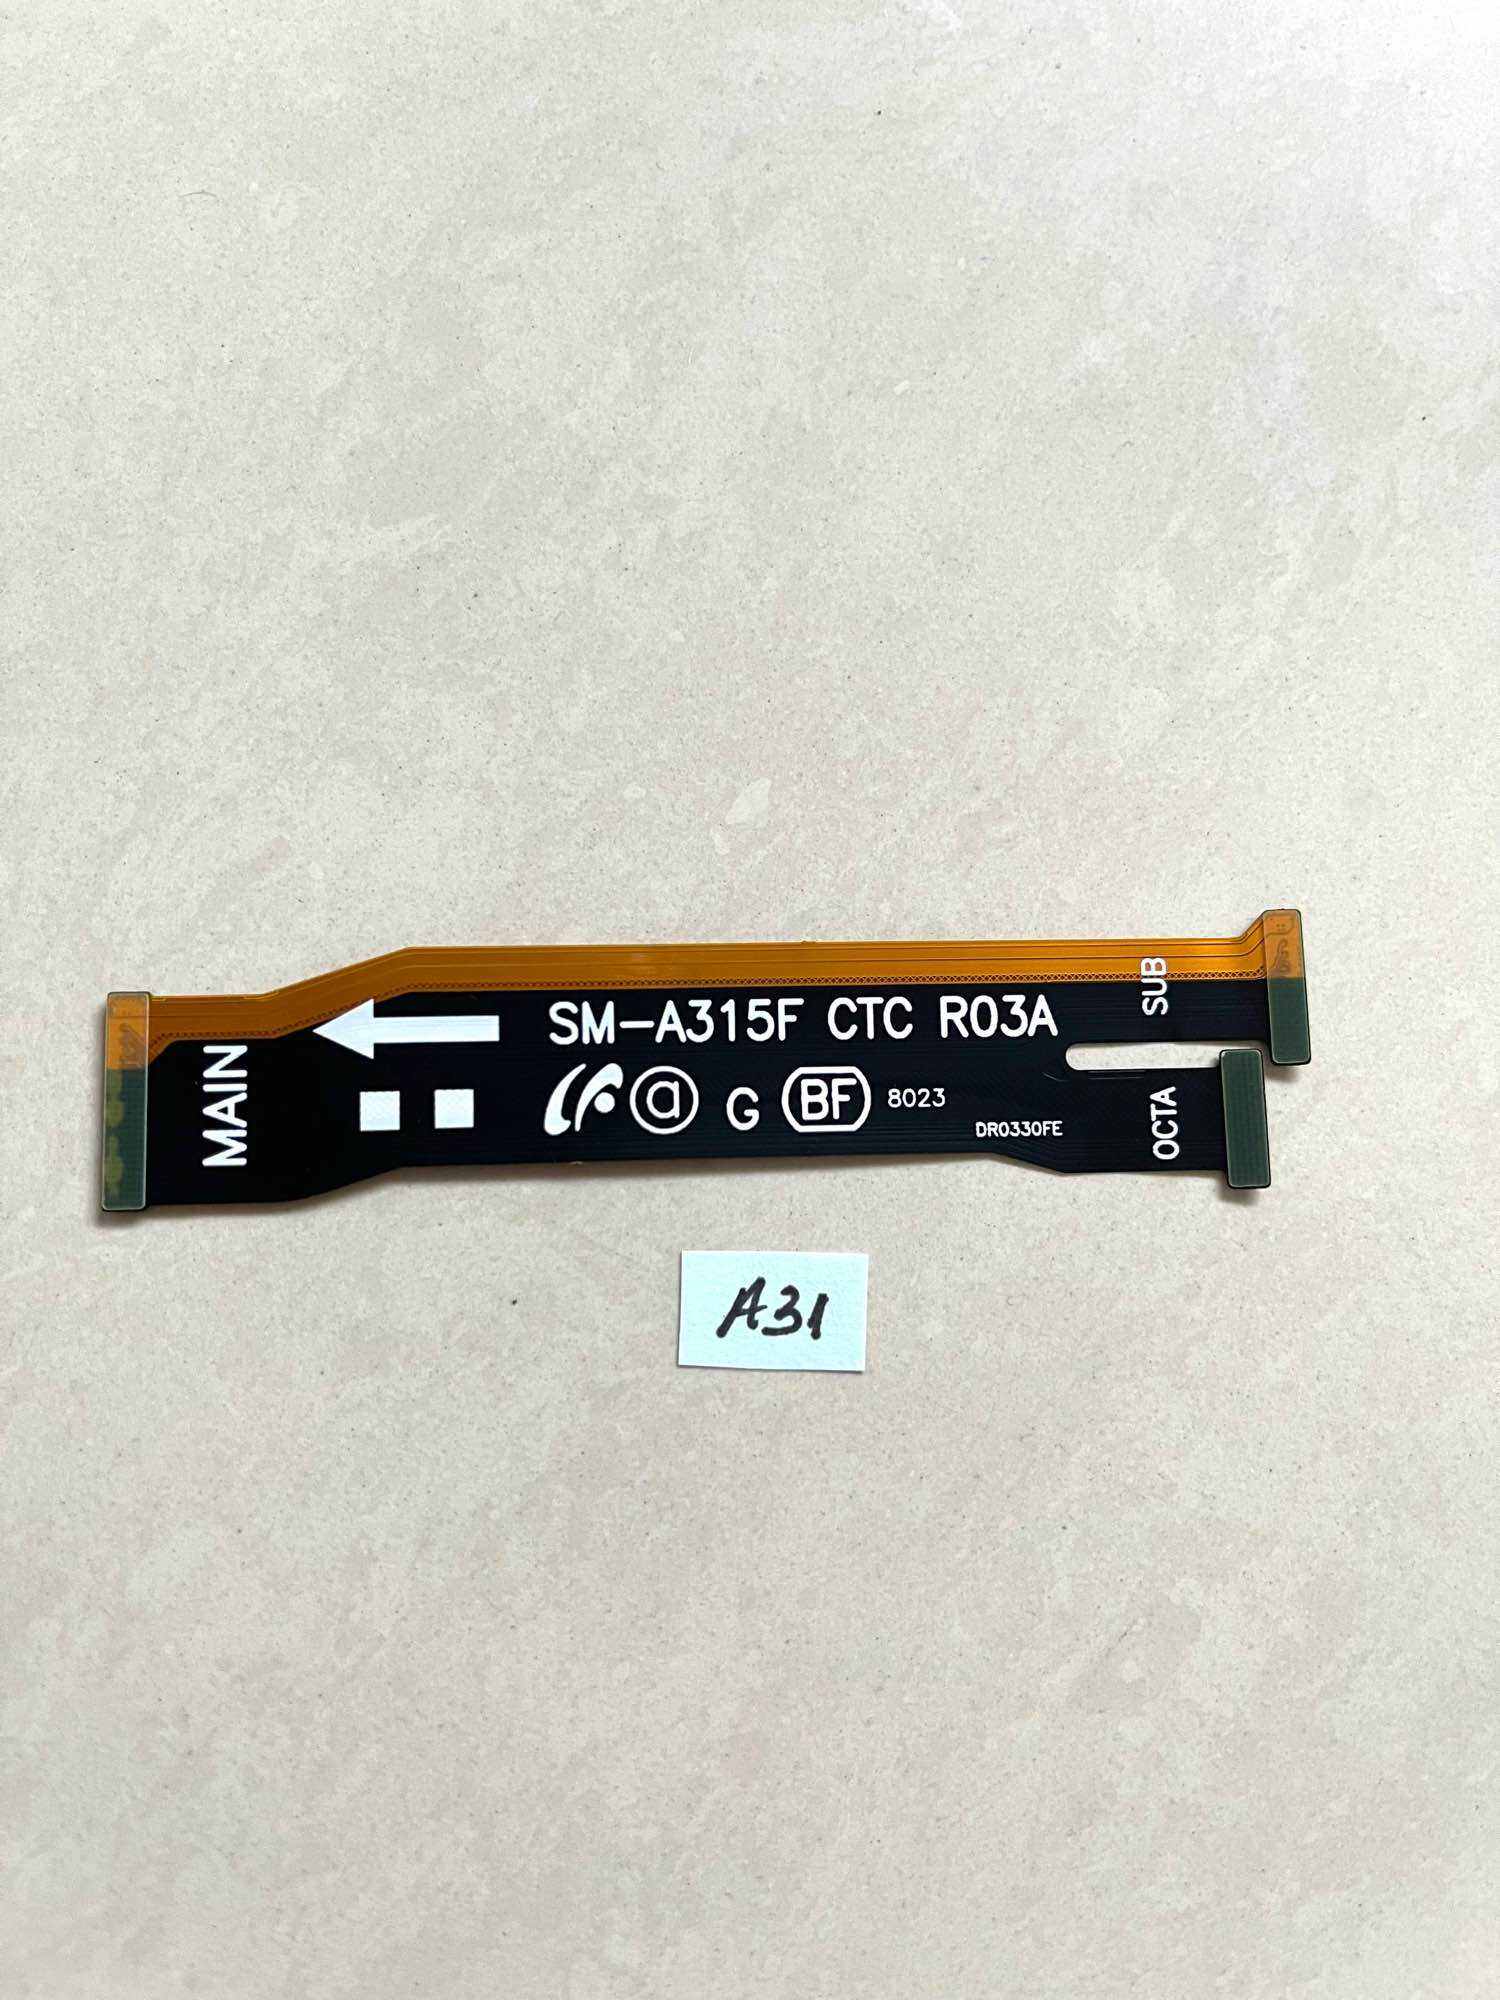 SM-A315F CTC R03A
MAIN
SUB
a G BF 8023
DR0330FE
OCTA
A31